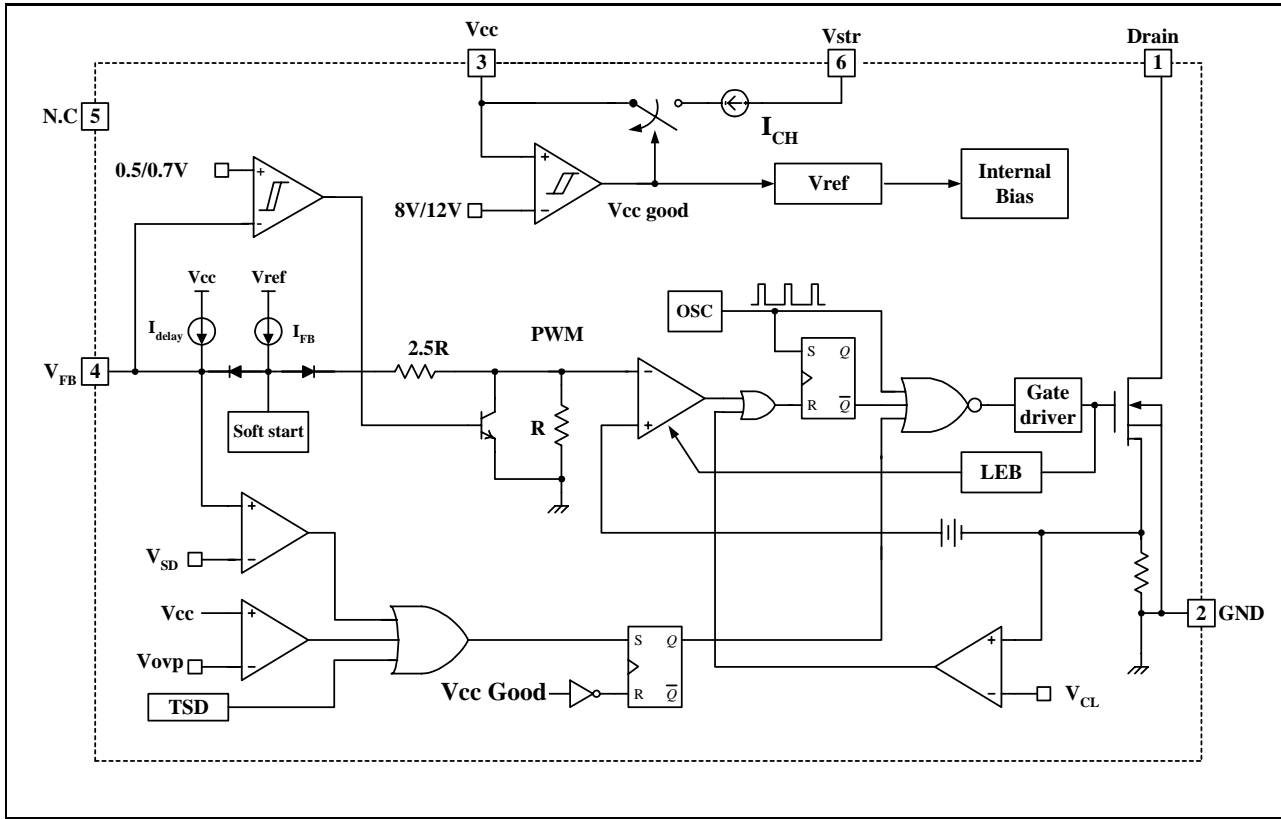 Vcc
Vstr
Drain
3
6
1
N.C
5
I_CH
0.5/0.7V
+
-
+
-
8V/12V
Vcc good
Vref
Internal
Bias
Vcc
Vref
I_delay
I_FB
OSC
PWM
V_FB
4
2.5R
S
Q
R
Q̅
Gate
driver
Soft start
R
-
+
LEB
+
-
V_SD
Vcc
+
-
Vovp
S
Q
R
Q̅
Vcc Good
TSD
+
-
V_CL
2
GND